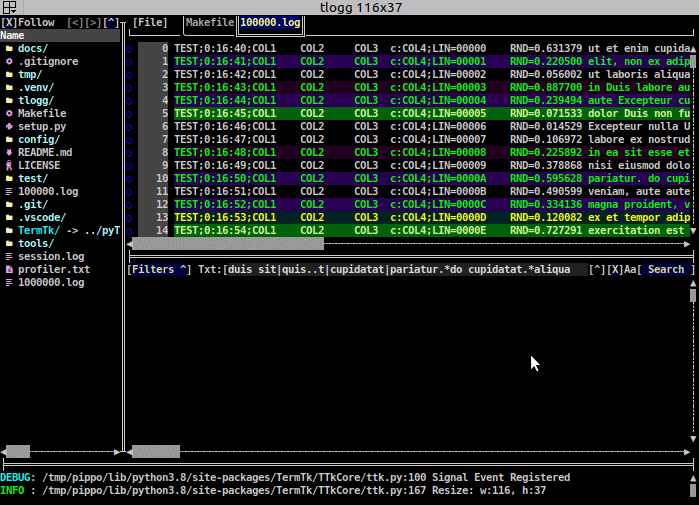 tlogg 116x37
[X]Follow [<][>][^] [File] Makefile 100000.log
Name
docs/
.gitignore
tmp/
.venv/
tlogg/
Makefile
setup.py
config/
README.md
LICENSE
test/
100000.log
.git/
.vscode/
TermTk/ -> ../pyT
tools/
session.log
profiler.txt
1000000.log
0 TEST;0:16:40;COL1 COL2 COL3 c:COL4;LIN=00000 RND=0.631379 ut et enim cupida
1 TEST;0:16:41;COL1 COL2 COL3 c:COL4;LIN=00001 RND=0.220500 elit, non ex adip
2 TEST;0:16:42;COL1 COL2 COL3 c:COL4;LIN=00002 RND=0.056002 ut laboris aliqua
3 TEST;0:16:43;COL1 COL2 COL3 c:COL4;LIN=00003 RND=0.887700 in Duis labore au
4 TEST;0:16:44;COL1 COL2 COL3 c:COL4;LIN=00004 RND=0.239494 aute Excepteur cu
5 TEST;0:16:45;COL1 COL2 COL3 c:COL4;LIN=00005 RND=0.071533 dolor Duis non fu
6 TEST;0:16:46;COL1 COL2 COL3 c:COL4;LIN=00006 RND=0.014529 Excepteur nulla U
7 TEST;0:16:47;COL1 COL2 COL3 c:COL4;LIN=00007 RND=0.106972 labore ex nostrud
8 TEST;0:16:48;COL1 COL2 COL3 c:COL4;LIN=00008 RND=0.225892 in ea sit esse et
9 TEST;0:16:49;COL1 COL2 COL3 c:COL4;LIN=00009 RND=0.378868 nisi eiusmod dolor
10 TEST;0:16:50;COL1 COL2 COL3 c:COL4;LIN=0000A RND=0.595628 pariatur. do cupi
11 TEST;0:16:51;COL1 COL2 COL3 c:COL4;LIN=0000B RND=0.490599 veniam, aute aute
12 TEST;0:16:52;COL1 COL2 COL3 c:COL4;LIN=0000C RND=0.334136 magna proident, v
13 TEST;0:16:53;COL1 COL2 COL3 c:COL4;LIN=0000D RND=0.120082 ex et tempor adip
14 TEST;0:16:54;COL1 COL2 COL3 c:COL4;LIN=0000E RND=0.727291 exercitation est
[Filters ^] Txt:[duis sit|quis..t|cupidatat|pariatur.*do cupidatat.*aliqua [^][X]Aa[ Search ]
DEBUG: /tmp/pippo/lib/python3.8/site-packages/TermTk/TTkCore/ttk.py:100 Signal Event Registered
INFO : /tmp/pippo/lib/python3.8/site-packages/TermTk/TTkCore/ttk.py:167 Resize: w:116, h:37